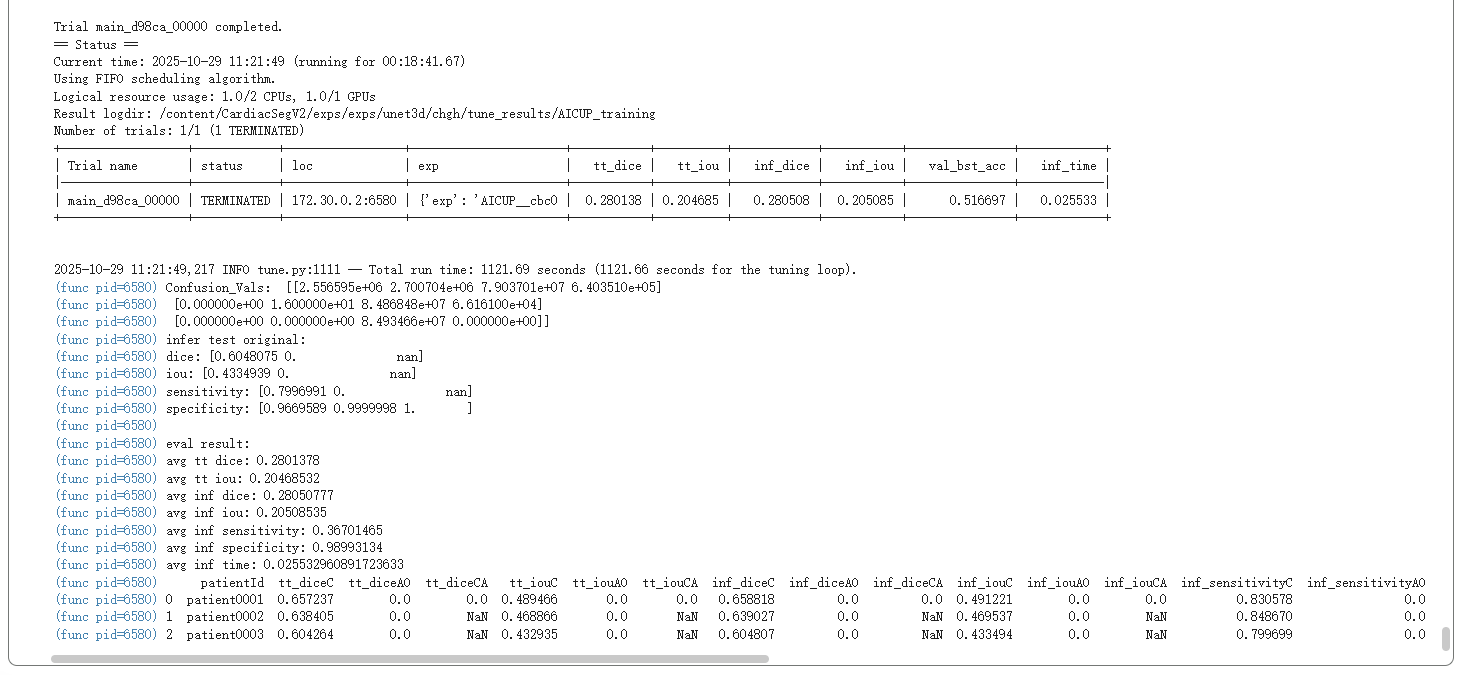 Trial main_d98ca_00000 completed.
== Status ==
Current time: 2025-10-29 11:21:49 (running for 00:18:41.67)
Using FIFO scheduling algorithm.
Logical resource usage: 1.0/2 CPUs, 1.0/1 GPUs
Result logdir: /content/CardiacSegV2/exps/exps/unet3d/chgh/tune_results/AICUP_training
Number of trials: 1/1 (1 TERMINATED)
| Trial name | status | loc | exp | tt_dice | tt_iou | inf_dice | inf_iou | val_bst_acc | inf_time |
| main_d98ca_00000 | TERMINATED | 172.30.0.2:6580 | {'exp': 'AICUP__cbc0 | 0.280138 | 0.204685 | 0.280508 | 0.205085 | 0.516697 | 0.025533 |
2025-10-29 11:21:49,217 INFO tune.py:1111 -- Total run time: 1121.69 seconds (1121.66 seconds for the tuning loop).
(func pid=6580) Confusion_Vals:  [[2.556595e+06 2.700704e+06 7.903701e+07 6.403510e+05]
(func pid=6580)  [0.000000e+00 1.600000e+01 8.486848e+07 6.616100e+04]
(func pid=6580)  [0.000000e+00 0.000000e+00 8.493466e+07 0.000000e+00]]
(func pid=6580) infer test original:
(func pid=6580) dice: [0.6048075 0. nan]
(func pid=6580) iou: [0.4334939 0. nan]
(func pid=6580) sensitivity: [0.7996991 0. nan]
(func pid=6580) specificity: [0.9669589 0.9999998 1. ]
(func pid=6580)
(func pid=6580) eval result:
(func pid=6580) avg tt dice: 0.2801378
(func pid=6580) avg tt iou: 0.20468532
(func pid=6580) avg inf dice: 0.28050777
(func pid=6580) avg inf iou: 0.20508535
(func pid=6580) avg inf sensitivity: 0.36701465
(func pid=6580) avg inf specificity: 0.98993134
(func pid=6580) avg inf time: 0.025532960891723633
(func pid=6580) patientId tt_diceC tt_diceAO tt_diceCA tt_iouC tt_iouAO tt_iouCA inf_diceC inf_diceAO inf_diceCA inf_iouC inf_iouAO inf_iouCA inf_sensitivityC inf_sensitivityAO
(func pid=6580) 0 patient0001 0.657237 0.0 0.0 0.489466 0.0 0.0 0.658818 0.0 0.0 0.491221 0.0 0.0 0.830578 0.0
(func pid=6580) 1 patient0002 0.638405 0.0 NaN 0.468866 0.0 NaN 0.639027 0.0 NaN 0.469537 0.0 NaN 0.848670 0.0
(func pid=6580) 2 patient0003 0.604264 0.0 NaN 0.432935 0.0 NaN 0.604807 0.0 NaN 0.433494 0.0 NaN 0.799699 0.0